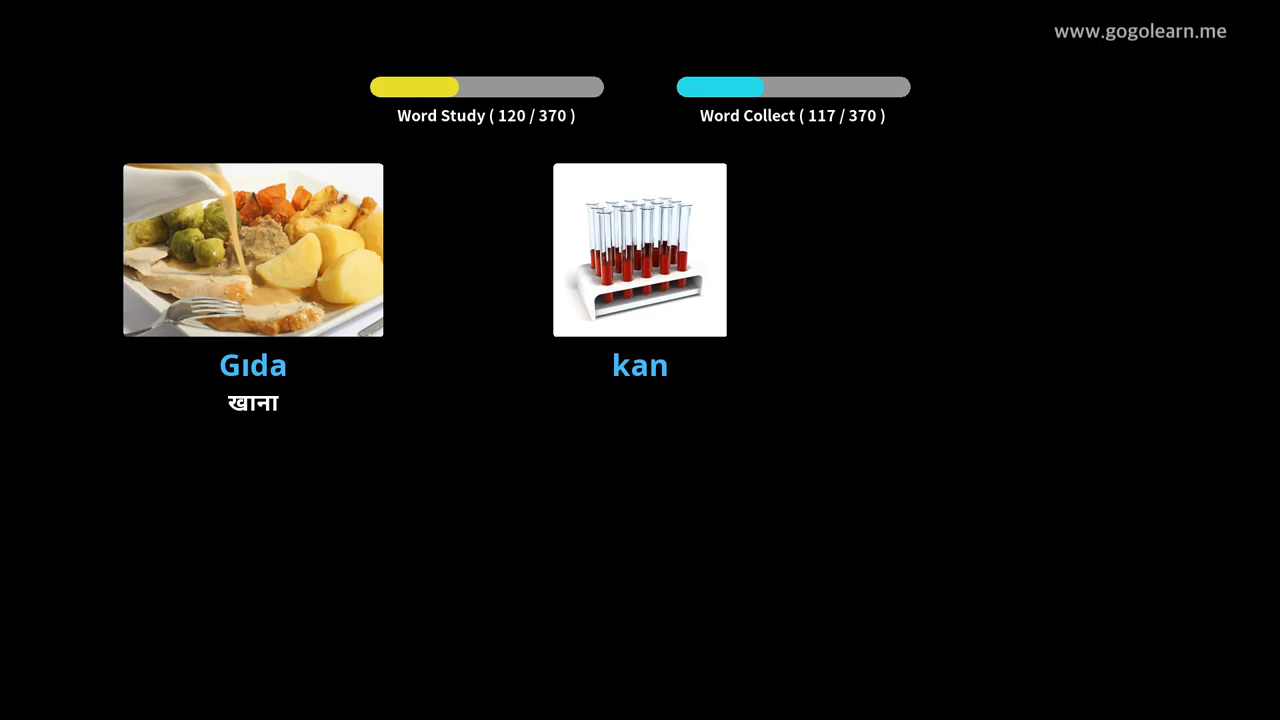 www.gogolearn.me
Word Study ( 120 / 370 )
Word Collect ( 117 / 370 )
Gıda
kan
खाना